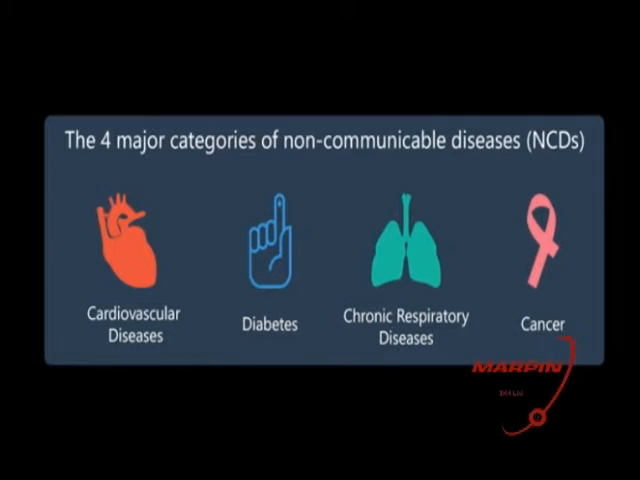 The 4 major categories of non-communicable diseases (NCDs)
Cardiovascular
Diseases
Diabetes
Chronic Respiratory
Diseases
Cancer
MARPIN